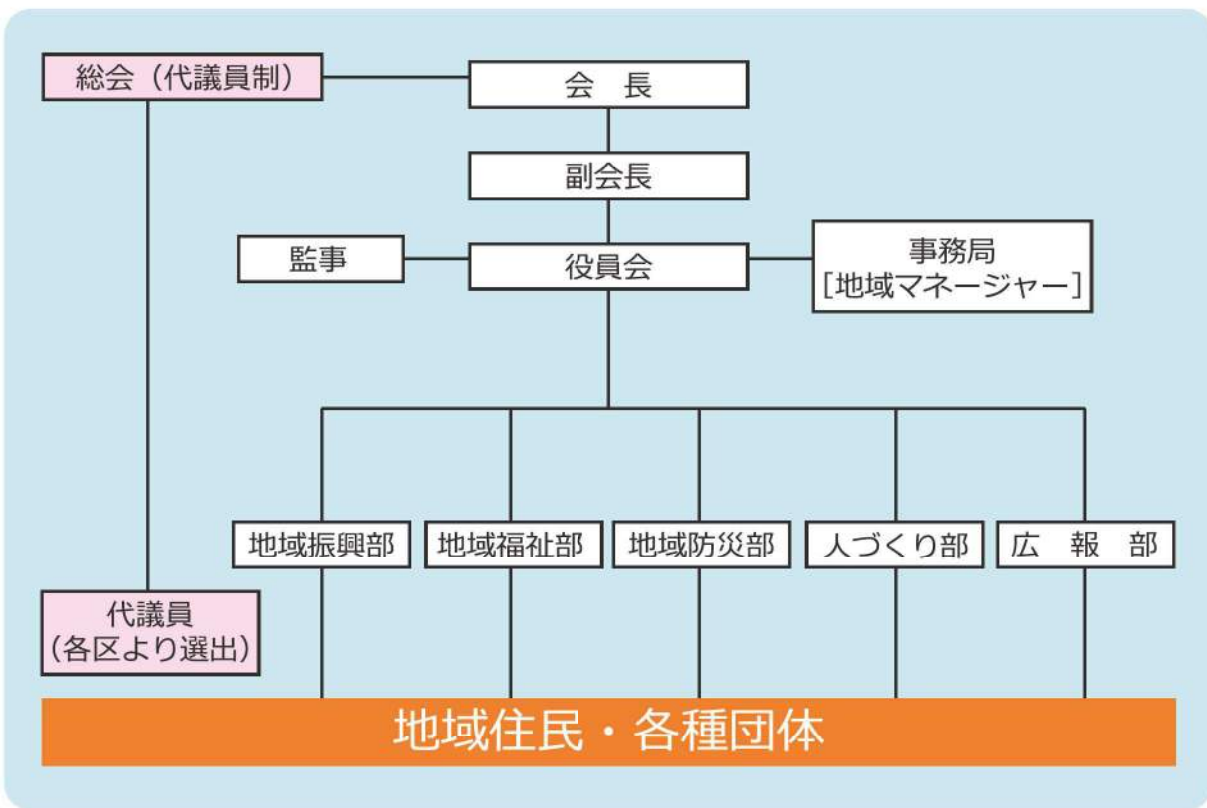 総会（代議員制）
会　長
副会長
監事
役員会
事務局
［地域マネージャー］
地域振興部
地域福祉部
地域防災部
人づくり部
広　報　部
代議員
（各区より選出）
地域住民・各種団体